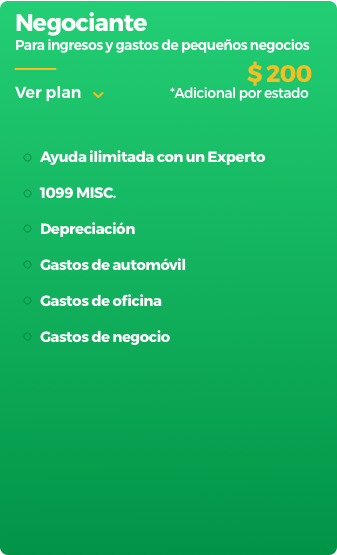 Negociante
Para ingresos y gastos de pequeños negocios
$ 200
Ver plan
*Adicional por estado
Ayuda ilimitada con un Experto
1099 MISC.
Depreciación
Gastos de automóvil
Gastos de oficina
Gastos de negocio